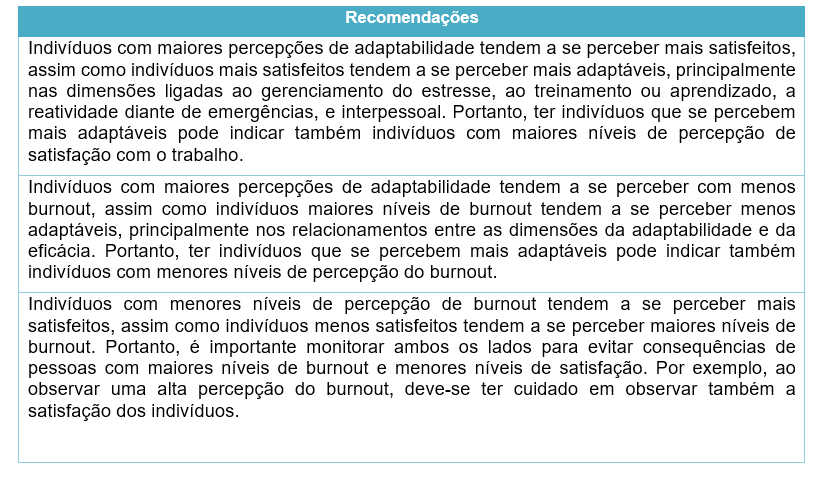 Recomendações
Indivíduos com maiores percepções de adaptabilidade tendem a se perceber mais satisfeitos,
assim como indivíduos mais satisfeitos tendem a se perceber mais adaptáveis, principalmente
nas dimensões ligadas ao gerenciamento do estresse, ao treinamento ou aprendizado, a
reatividade diante de emergências, e interpessoal. Portanto, ter indivíduos que se percebem
mais adaptáveis pode indicar também indivíduos com maiores níveis de percepção de
satisfação com o trabalho.
Indivíduos com maiores percepções de adaptabilidade tendem a se perceber com menos
burnout, assim como indivíduos maiores níveis de burnout tendem a se perceber menos
adaptáveis, principalmente nos relacionamentos entre as dimensões da adaptabilidade e da
eficácia. Portanto, ter indivíduos que se percebem mais adaptáveis pode indicar também
indivíduos com menores níveis de percepção do burnout.
Indivíduos com menores níveis de percepção de burnout tendem a se perceber mais
satisfeitos, assim como indivíduos menos satisfeitos tendem a se perceber maiores níveis de
burnout. Portanto, é importante monitorar ambos os lados para evitar consequências de
pessoas com maiores níveis de burnout e menores níveis de satisfação. Por exemplo, ao
observar uma alta percepção do burnout, deve-se ter cuidado em observar também a
satisfação dos indivíduos.